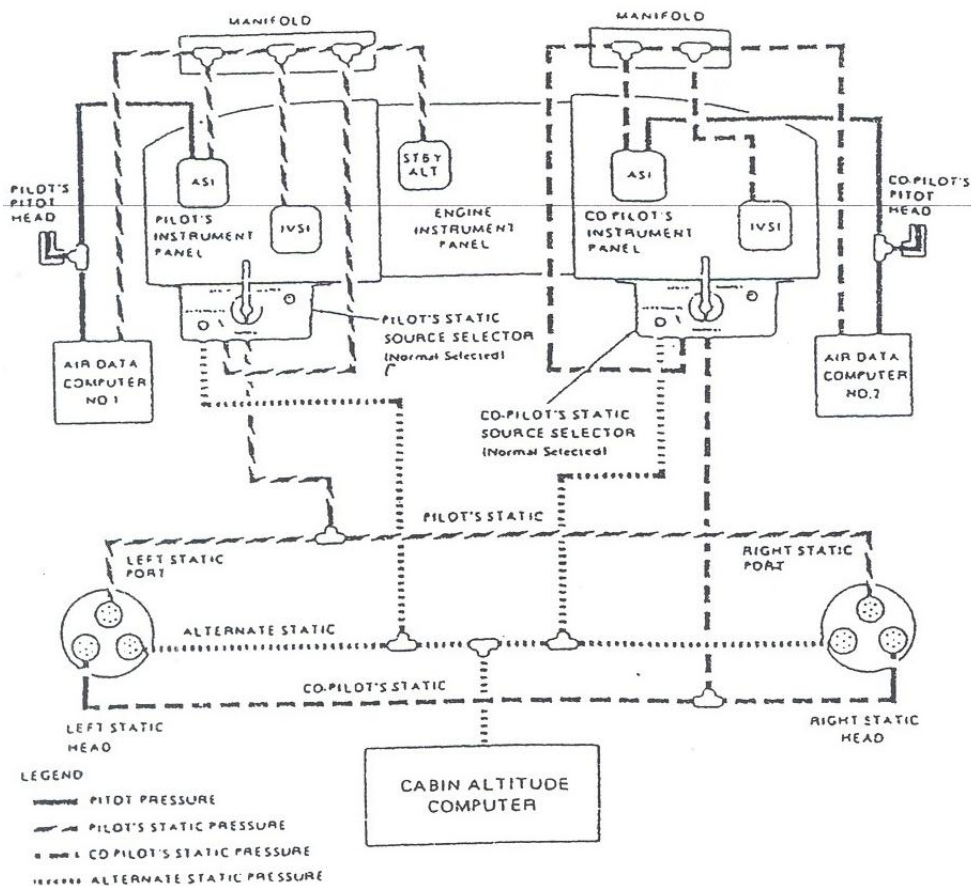 MANIFOLD
MANIFOLD
PILOT'S
PITOT
HEAD
ASI
PILOT'S
INSTRUMENT
PANEL
IVSI
STBY
ALT
ENGINE
INSTRUMENT
PANEL
ASI
CO PILOT'S
INSTRUMENT
PANEL
IVSI
CO-PILOT'S
PITOT
HEAD
AIR DATA
COMPUTER
NO. 1
PILOT'S STATIC
SOURCE SELECTOR
(Normal Selected)
CO-PILOT'S STATIC
SOURCE SELECTOR
(Normal Selected)
AIR DATA
COMPUTER
NO. 2
PILOT'S STATIC
LEFT STATIC
PORT
RIGHT STATIC
PORT
ALTERNATE STATIC
CO-PILOT'S STATIC
LEFT STATIC
HEAD
RIGHT STATIC
HEAD
CABIN ALTITUDE
COMPUTER
LEGEND
PITOT PRESSURE
PILOT'S STATIC PRESSURE
CO PILOT'S STATIC PRESSURE
ALTERNATE STATIC PRESSURE